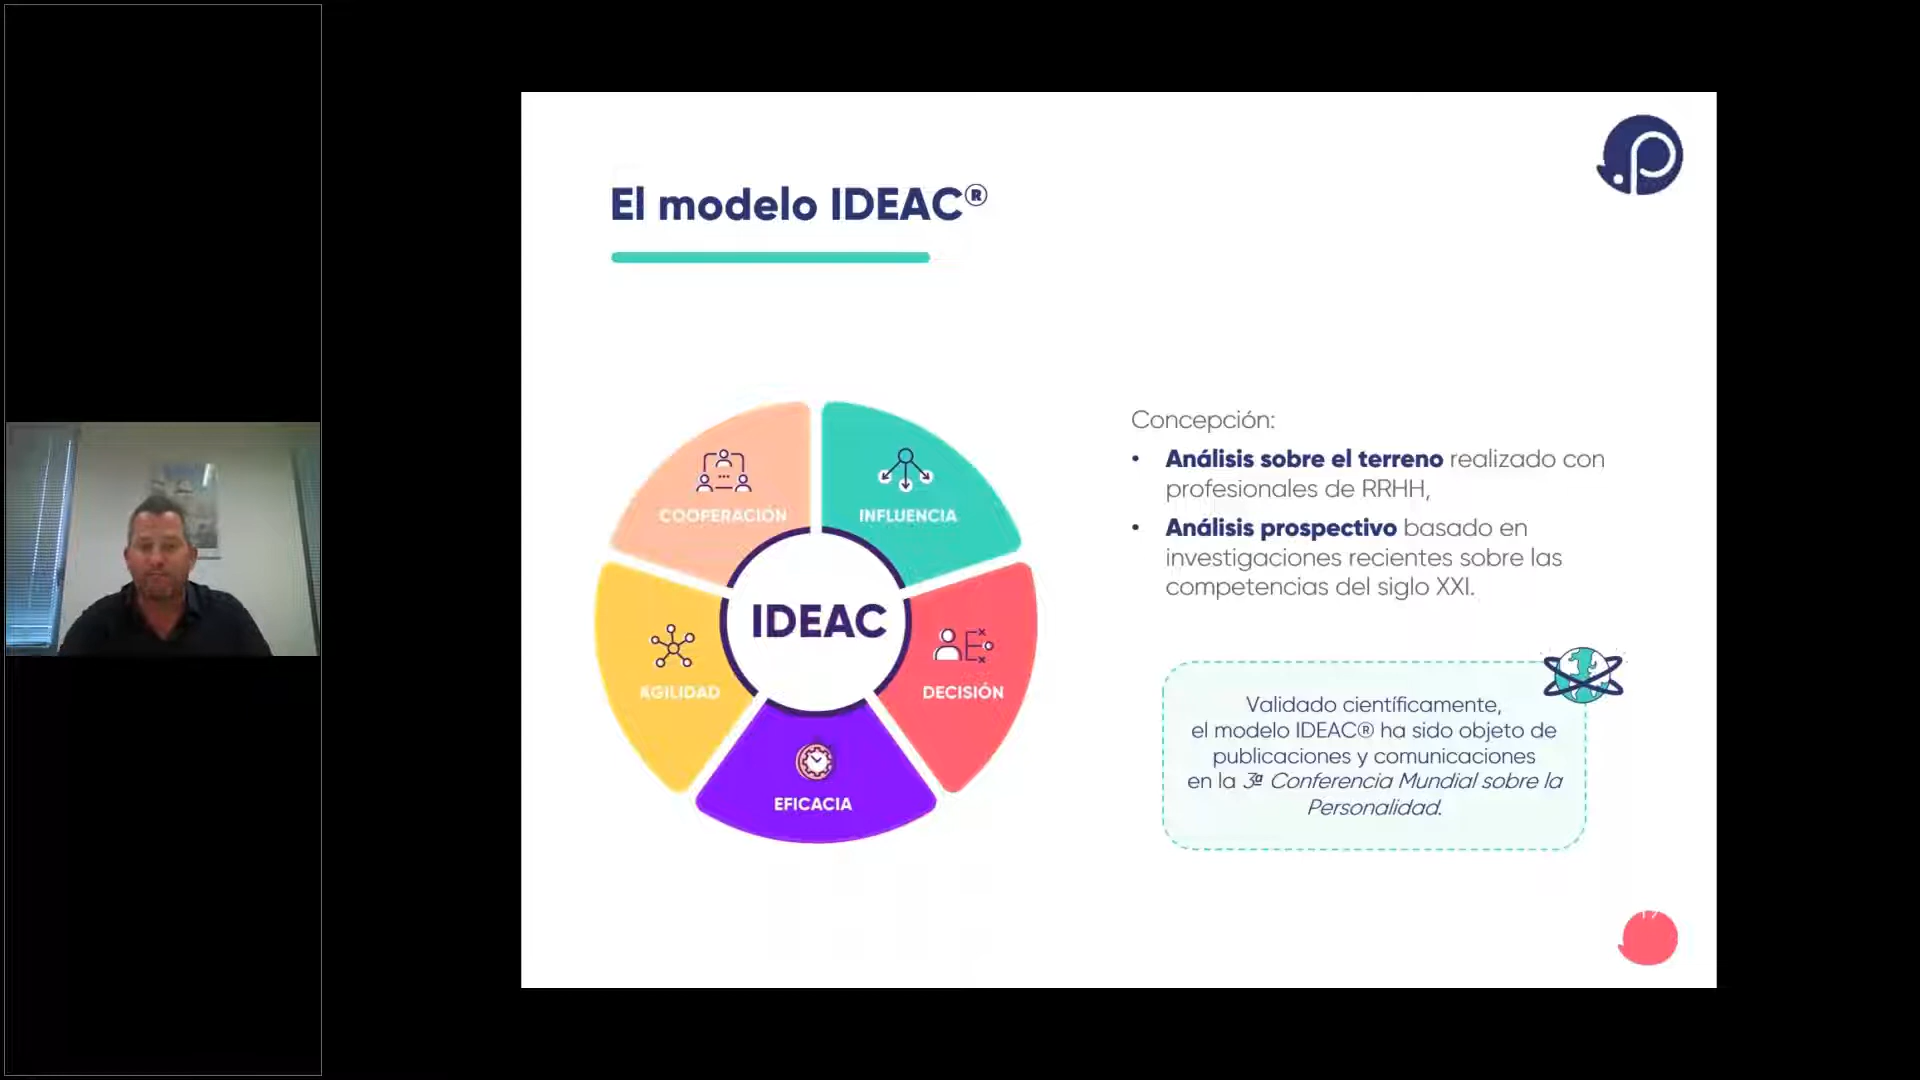 El modelo IDEAC®
COOPERACIÓN
INFLUENCIA
AGILIDAD
IDEAC
DECISIÓN
EFICACIA
Concepción:
• Análisis sobre el terreno realizado con
profesionales de RRHH,
• Análisis prospectivo basado en
investigaciones recientes sobre las
competencias del siglo XXI.
Validado científicamente,
el modelo IDEAC® ha sido objeto de
publicaciones y comunicaciones
en la 3ª Conferencia Mundial sobre la
Personalidad.